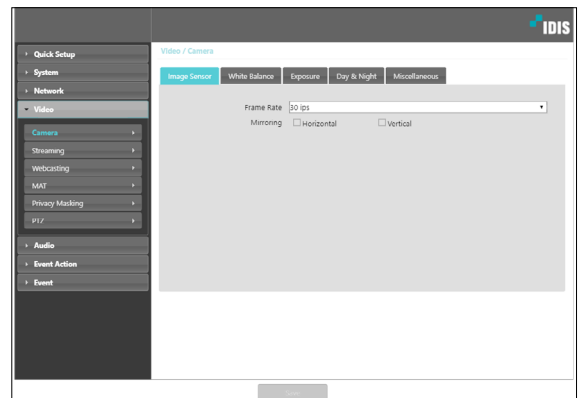 IDIS
Quick Setup
System
Network
Video
Camera
Streaming
Webcasting
MAT
Privacy Masking
PTZ
Audio
Event Action
Event
Video / Camera
Image Sensor
White Balance
Exposure
Day & Night
Miscellaneous
Frame Rate 30 ips
Mirroring Horizontal Vertical
Save